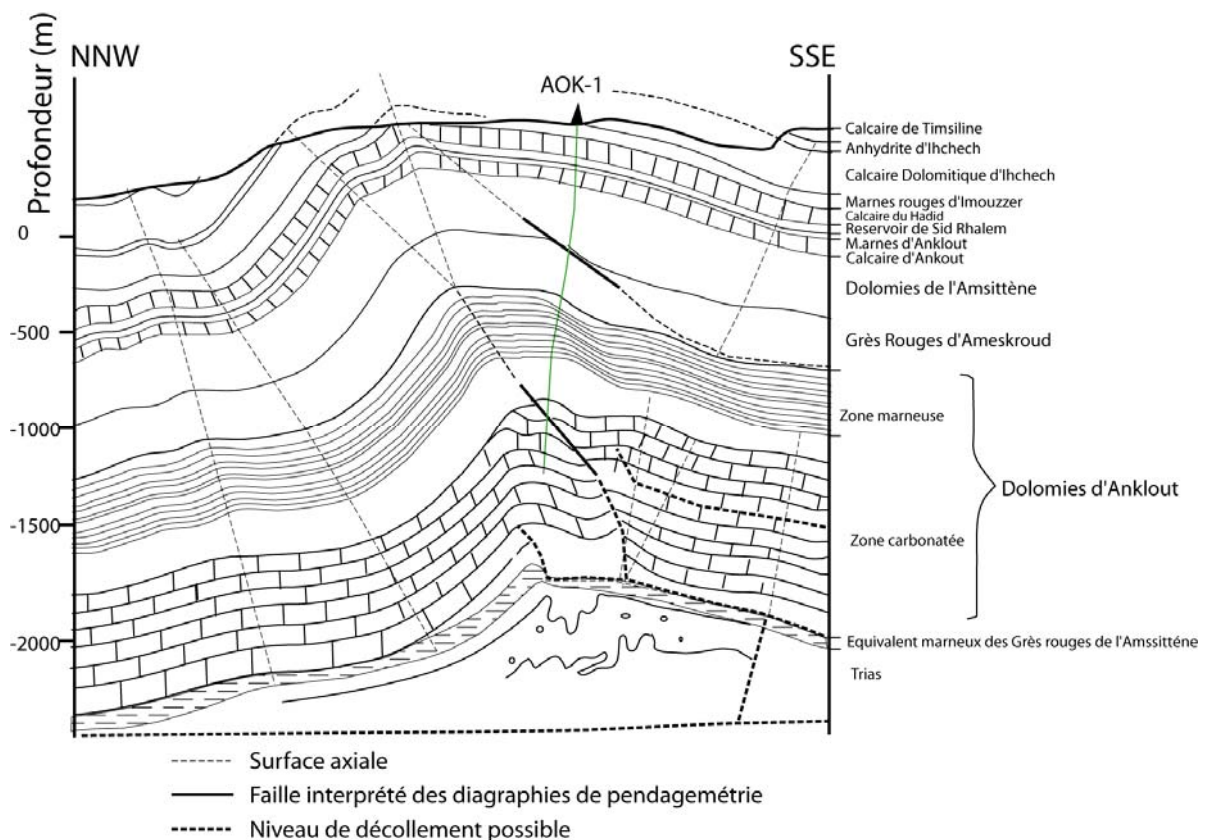 Profondeur (m)
NNW
AOK-1
SSE
0
-500
-1000
-1500
-2000
Calcaire de Timsiline
Anhydrite d'Ihchech
Calcaire Dolomitique d'Ihchech
Marnes rouges d'Imouzzer
Calcaire du Hadid
Reservoir de Sid Rhalem
M.arnes d'Anklout
Calcaire d'Ankout
Dolomies de l'Amsittène
Grès Rouges d'Ameskroud
Zone marneuse
Dolomies d'Anklout
Zone carbonatée
Equivalent marneux des Grès rouges de l'Amssitténe
Trias
Surface axiale
Faille interprété des diagraphies de pendagemétrie
Niveau de décollement possible